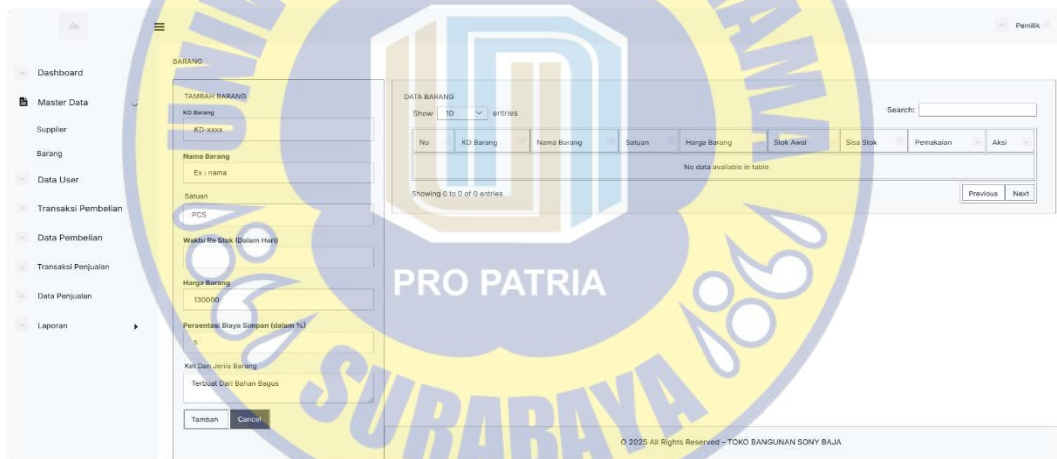 Pemilik
Dashboard
Master Data
Supplier
Barang
Data User
Transaksi Pembelian
Data Pembelian
Transaksi Penjualan
Data Penjualan
Laporan
BARANG
TAMBAH BARANG
KD Barang
KD-xxxx
Nama Barang
Ex : nama
Satuan
PCS
Waktu Re Stok (Dalam Hari)
Harga Barang
130000
Persentasi Biaya Simpan (dalam %)
5
Ket Dan Jenis Barang
Terbuat Dari Bahan Bagus
Tambah Cancel
DATA BARANG
Show 10 entries Search:
No KD Barang Nama Barang Satuan Harga Barang Stok Awal Sisa Stok Pemakaian Aksi
No data available in table
Showing 0 to 0 of 0 entries Previous Next
PRO PATRIA
SURABAYA
© 2025 All Rights Reserved - TOKO BANGUNAN SONY BAJA